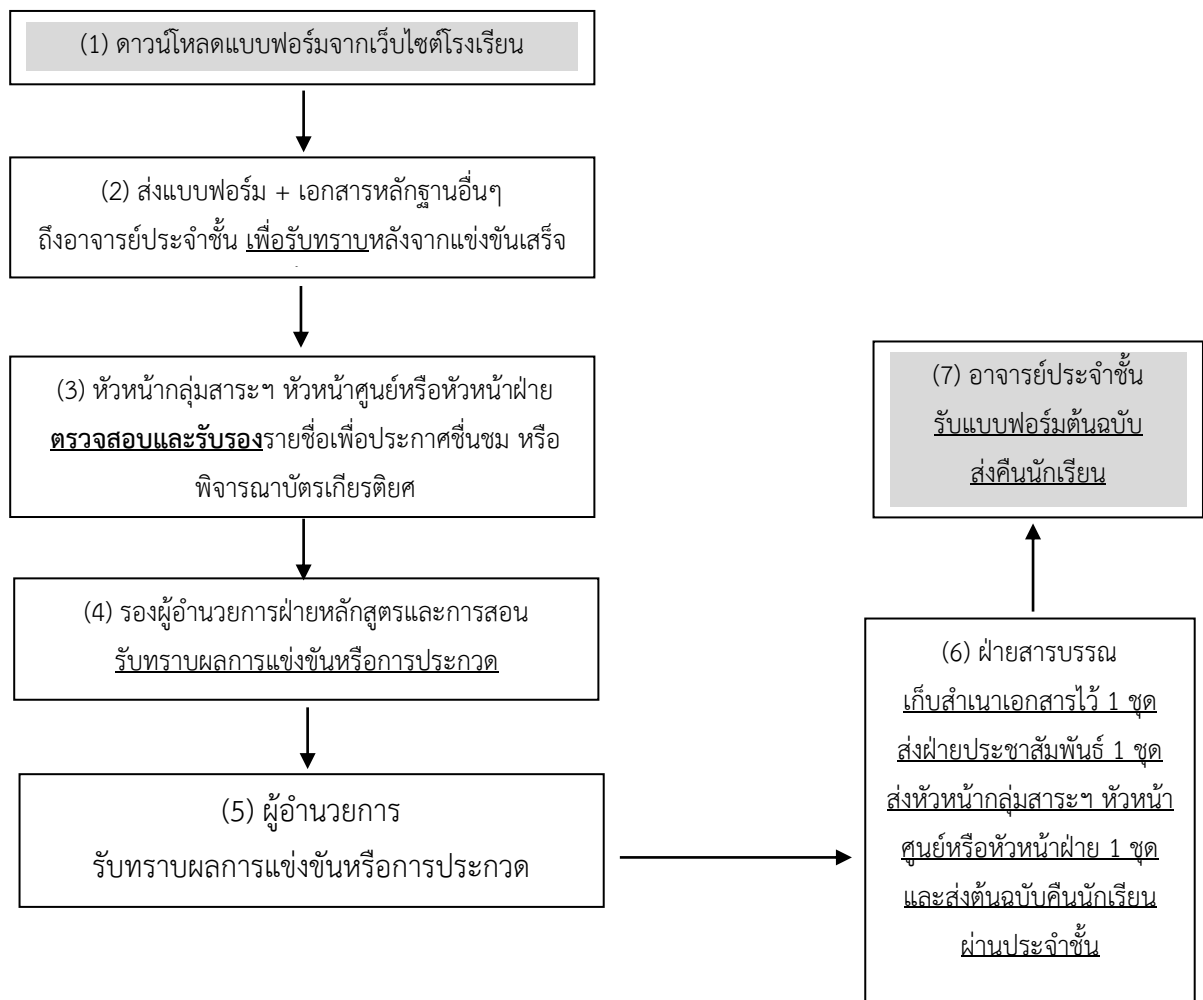 (1) ดาวน์โหลดแบบฟอร์มจากเว็บไซต์โรงเรียน
(2) ส่งแบบฟอร์ม + เอกสารหลักฐานอื่นๆ
ถึงอาจารย์ประจำชั้น เพื่อรับทราบหลังจากแข่งขันเสร็จ
(3) หัวหน้ากลุ่มสาระฯ หัวหน้าศูนย์หรือหัวหน้าฝ่าย
ตรวจสอบและรับรองรายชื่อเพื่อประกาศชื่นชม หรือ
พิจารณาบัตรเกียรติยศ
(4) รองผู้อำนวยการฝ่ายหลักสูตรและการสอน
รับทราบผลการแข่งขันหรือการประกวด
(5) ผู้อำนวยการ
รับทราบผลการแข่งขันหรือการประกวด
(6) ฝ่ายสารบรรณ
เก็บสำเนาเอกสารไว้ 1 ชุด
ส่งฝ่ายประชาสัมพันธ์ 1 ชุด
ส่งหัวหน้ากลุ่มสาระฯ หัวหน้า
ศูนย์หรือหัวหน้าฝ่าย 1 ชุด
และส่งต้นฉบับคืนนักเรียน
ผ่านประจำชั้น
(7) อาจารย์ประจำชั้น
รับแบบฟอร์มต้นฉบับ
ส่งคืนนักเรียน